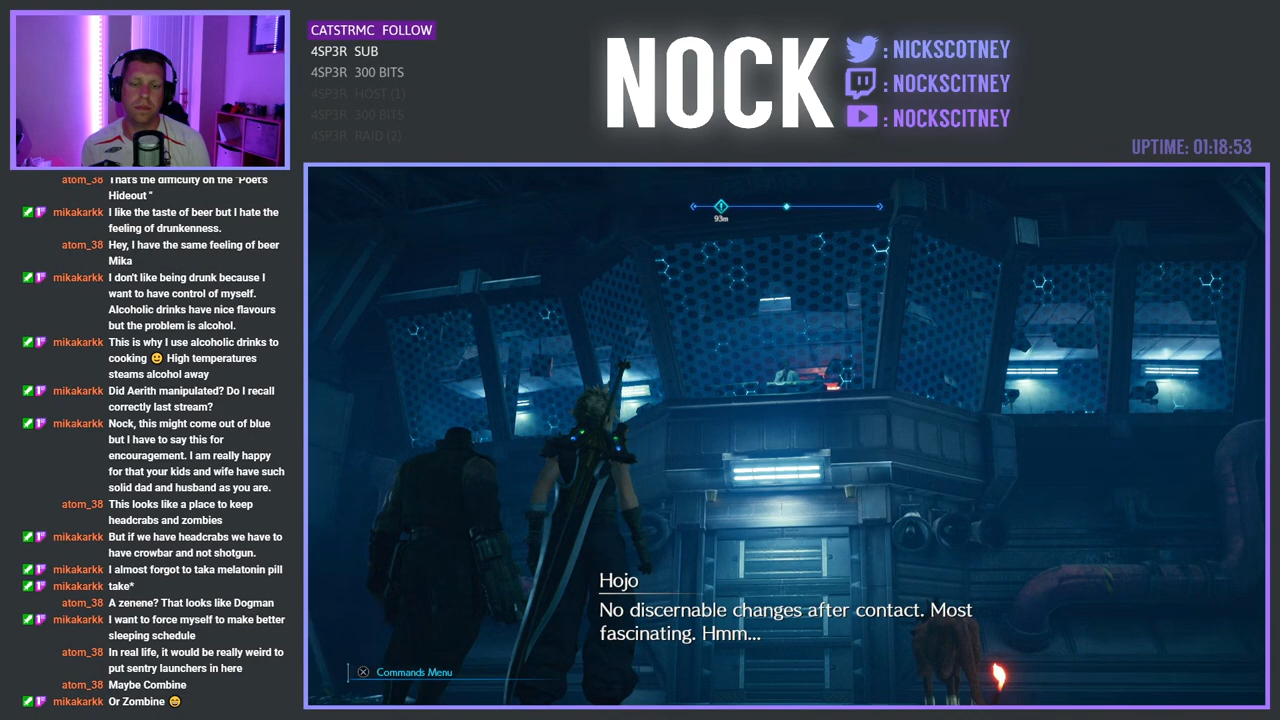 CATSTRMC FOLLOW
4SP3R SUB
4SP3R 300 BITS
4SP3R HOST (1)
4SP3R 300 BITS
4SP3R RAID (2)
NOCK
: NICKSCOTNEY
: NOCKSCITNEY
: NOCKSCITNEY
UPTIME: 01:18:53
atom_38 That's the difficulty on the "Poet's
Hideout "
mikakarkk I like the taste of beer but I hate the
feeling of drunkenness.
atom_38 Hey, I have the same feeling of beer
Mika
mikakarkk I don't like being drunk because I
want to have control of myself.
Alcoholic drinks have nice flavours
but the problem is alcohol.
mikakarkk This is why I use alcoholic drinks to
cooking 😀 High temperatures
steams alcohol away
mikakarkk Did Aerith manipulated? Do I recall
correctly last stream?
mikakarkk Nock, this might come out of blue
but I have to say this for
encouragement. I am really happy
for that your kids and wife have such
solid dad and husband as you are.
atom_38 This looks like a place to keep
headcrabs and zombies
mikakarkk But if we have headcrabs we have to
have crowbar and not shotgun.
mikakarkk I almost forgot to taka melatonin pill
mikakarkk take*
atom_38 A zenene? That looks like Dogman
mikakarkk I want to force myself to make better
sleeping schedule
atom_38 In real life, it would be really weird to
put sentry launchers in here
atom_38 Maybe Combine
mikakarkk Or Zombine 😄
93m
Hojo
No discernable changes after contact. Most
fascinating. Hmm...
Commands Menu